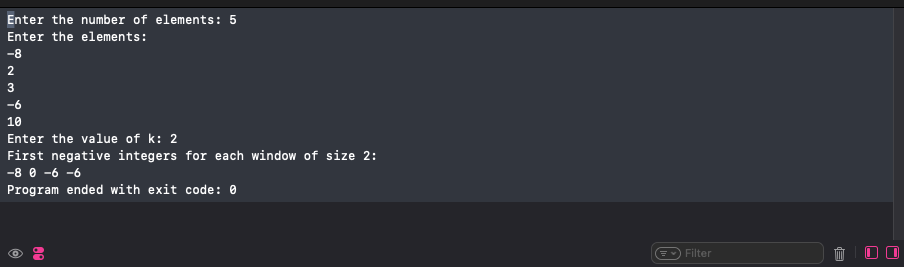 Enter the number of elements: 5
Enter the elements:
-8
2
3
-6
10
Enter the value of k: 2
First negative integers for each window of size 2:
-8 0 -6 -6
Program ended with exit code: 0
Filter